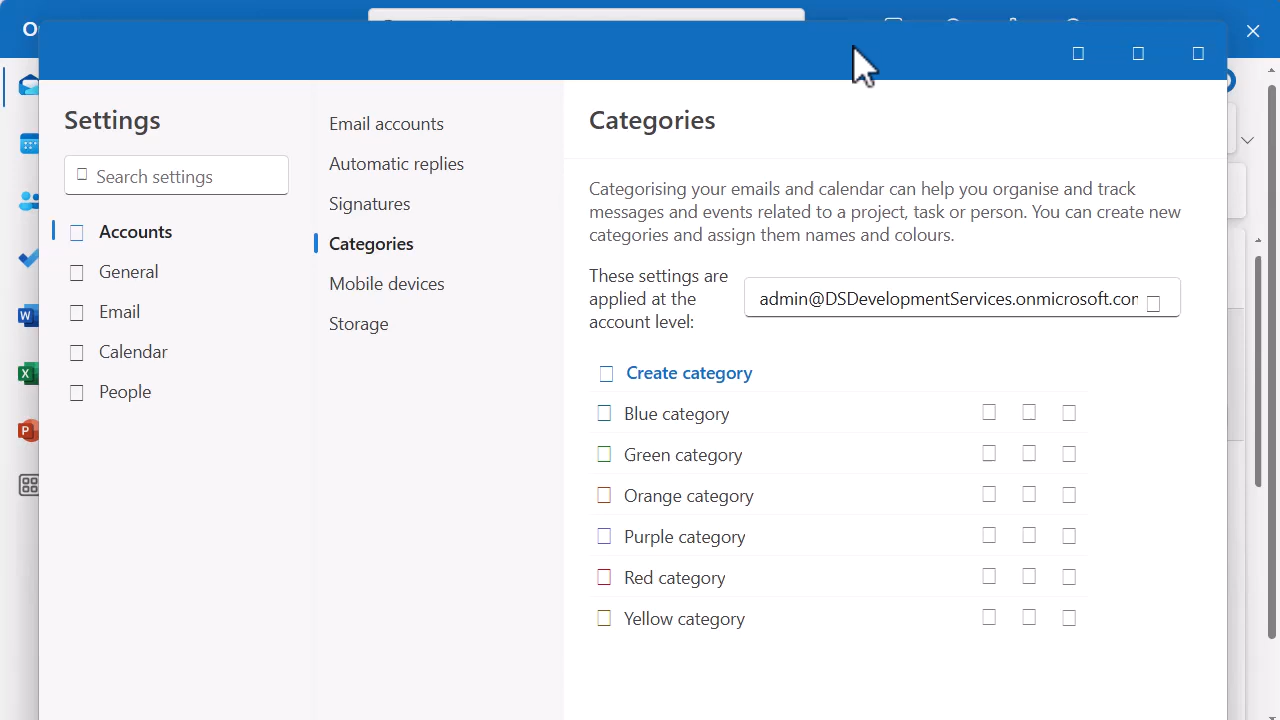 Settings
Search settings
Accounts
General
Email
Calendar
People
Email accounts
Automatic replies
Signatures
Categories
Mobile devices
Storage
Categories
Categorising your emails and calendar can help you organise and track
messages and events related to a project, task or person. You can create new
categories and assign them names and colours.
These settings are
applied at the
account level:
admin@DSDevelopmentServices.onmicrosoft.con
Create category
Blue category
Green category
Orange category
Purple category
Red category
Yellow category